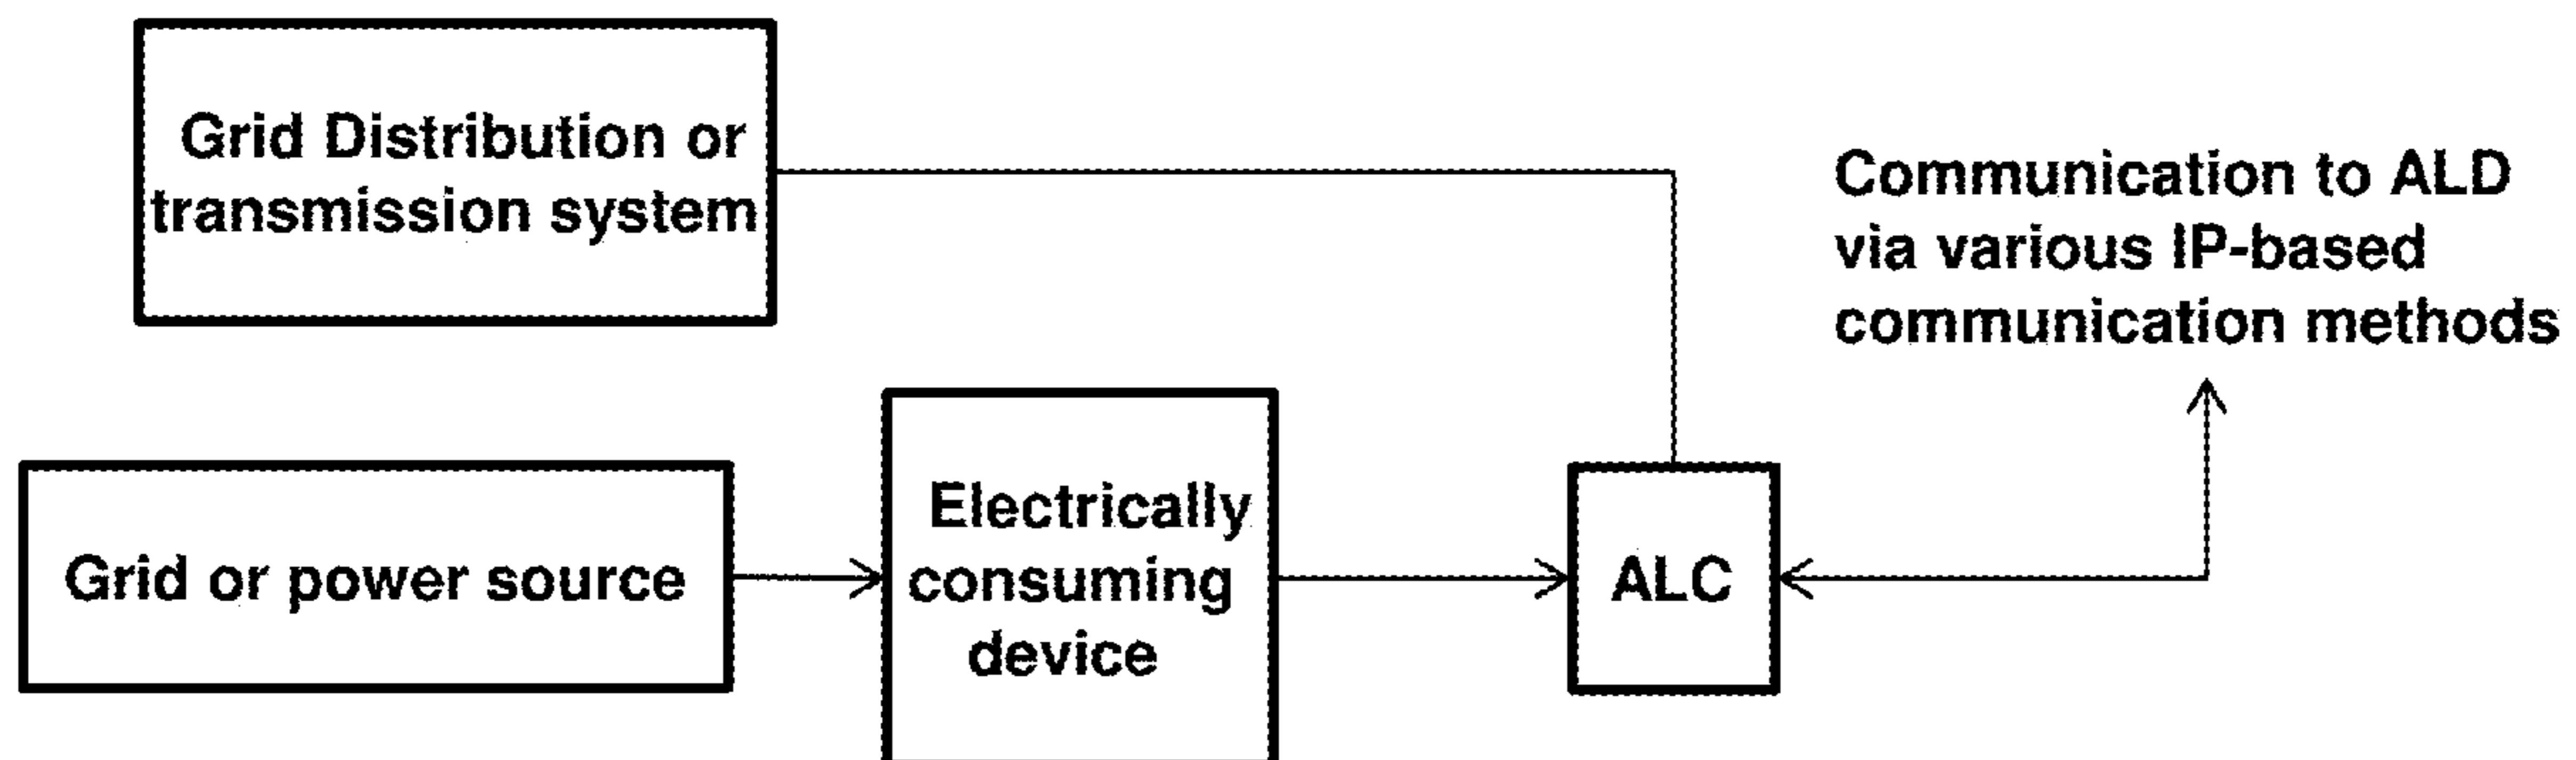 Grid Distribution or
transmission system
Communication to ALD
via various IP-based
communication methods
Grid or power source
Electrically
consuming
device
ALC